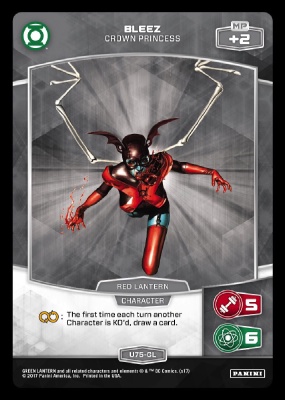 BLEEZ
CROWN PRINCESS
MP
+2
RED LANTERN
CHARACTER
: The first time each turn another
Character is KO'd, draw a card.
5
6
U75-GL
GREEN LANTERN and all related characters and elements © & ™ DC Comics. (s17)
© 2017 Panini America, Inc. Printed in the USA.
PANINI